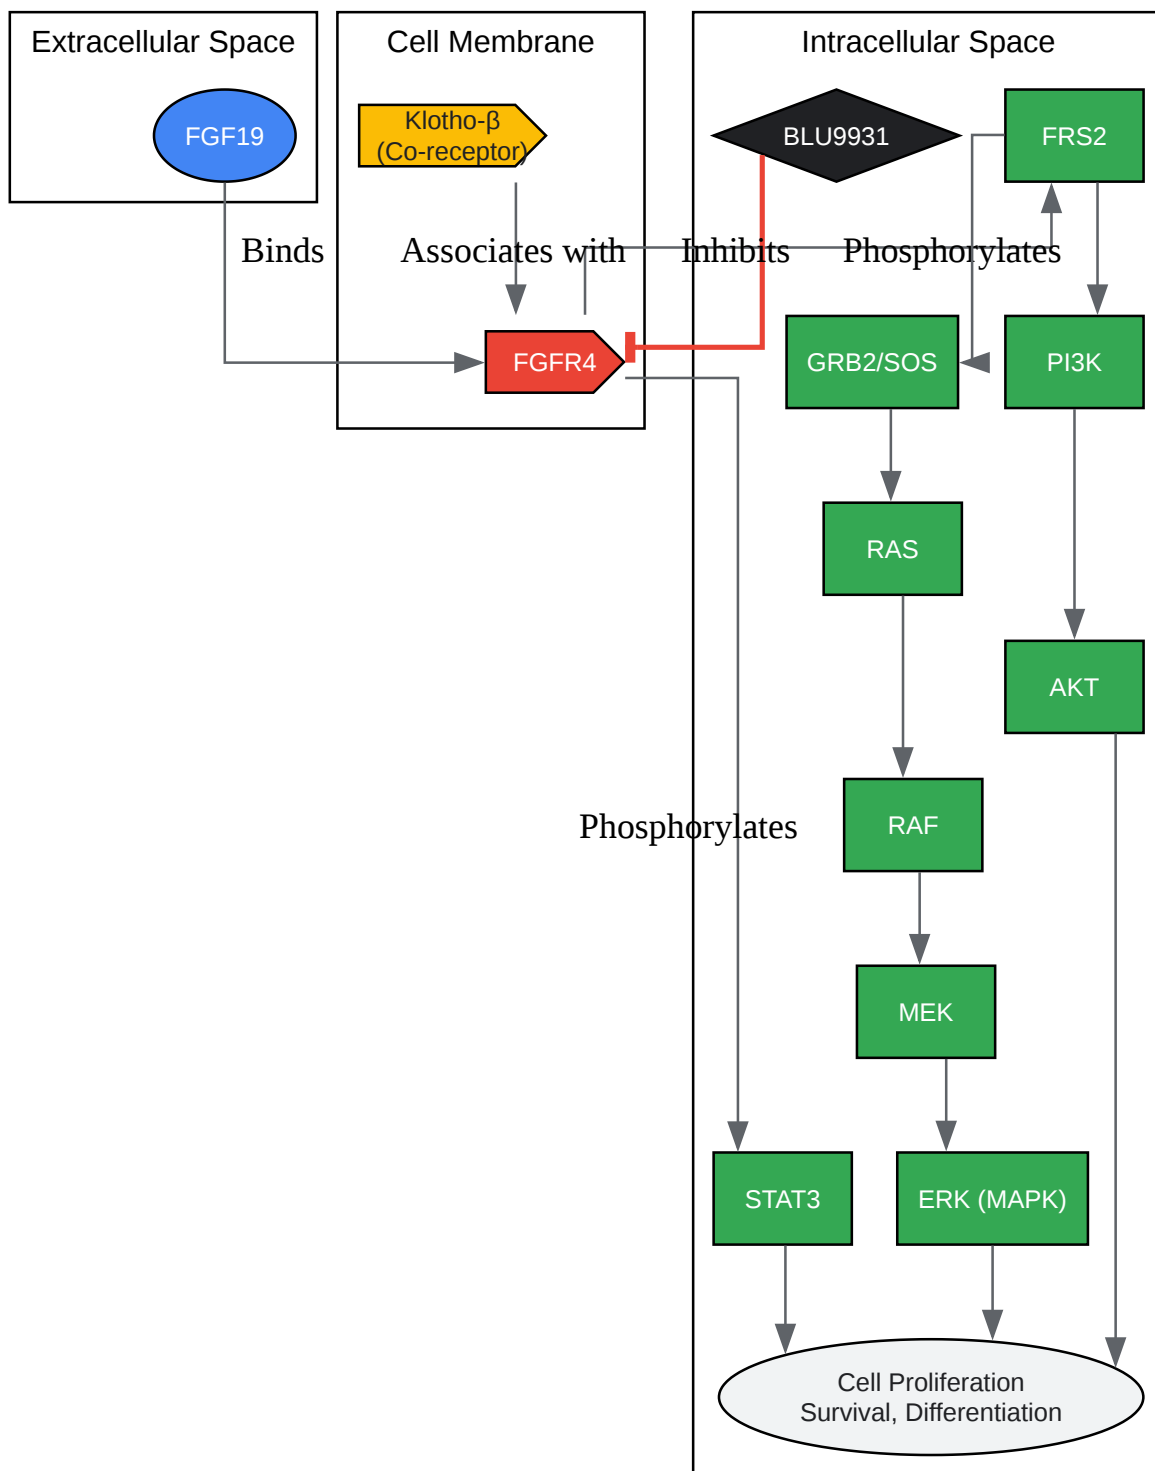 Extracellular Space
Cell Membrane
Intracellular Space
FGF19
Klotho-β
(Co-receptor)
BLU9931
FRS2
Binds
Associates with
Inhibits
Phosphorylates
FGFR4
GRB2/SOS
PI3K
RAS
AKT
RAF
Phosphorylates
MEK
STAT3
ERK (MAPK)
Cell Proliferation
Survival, Differentiation